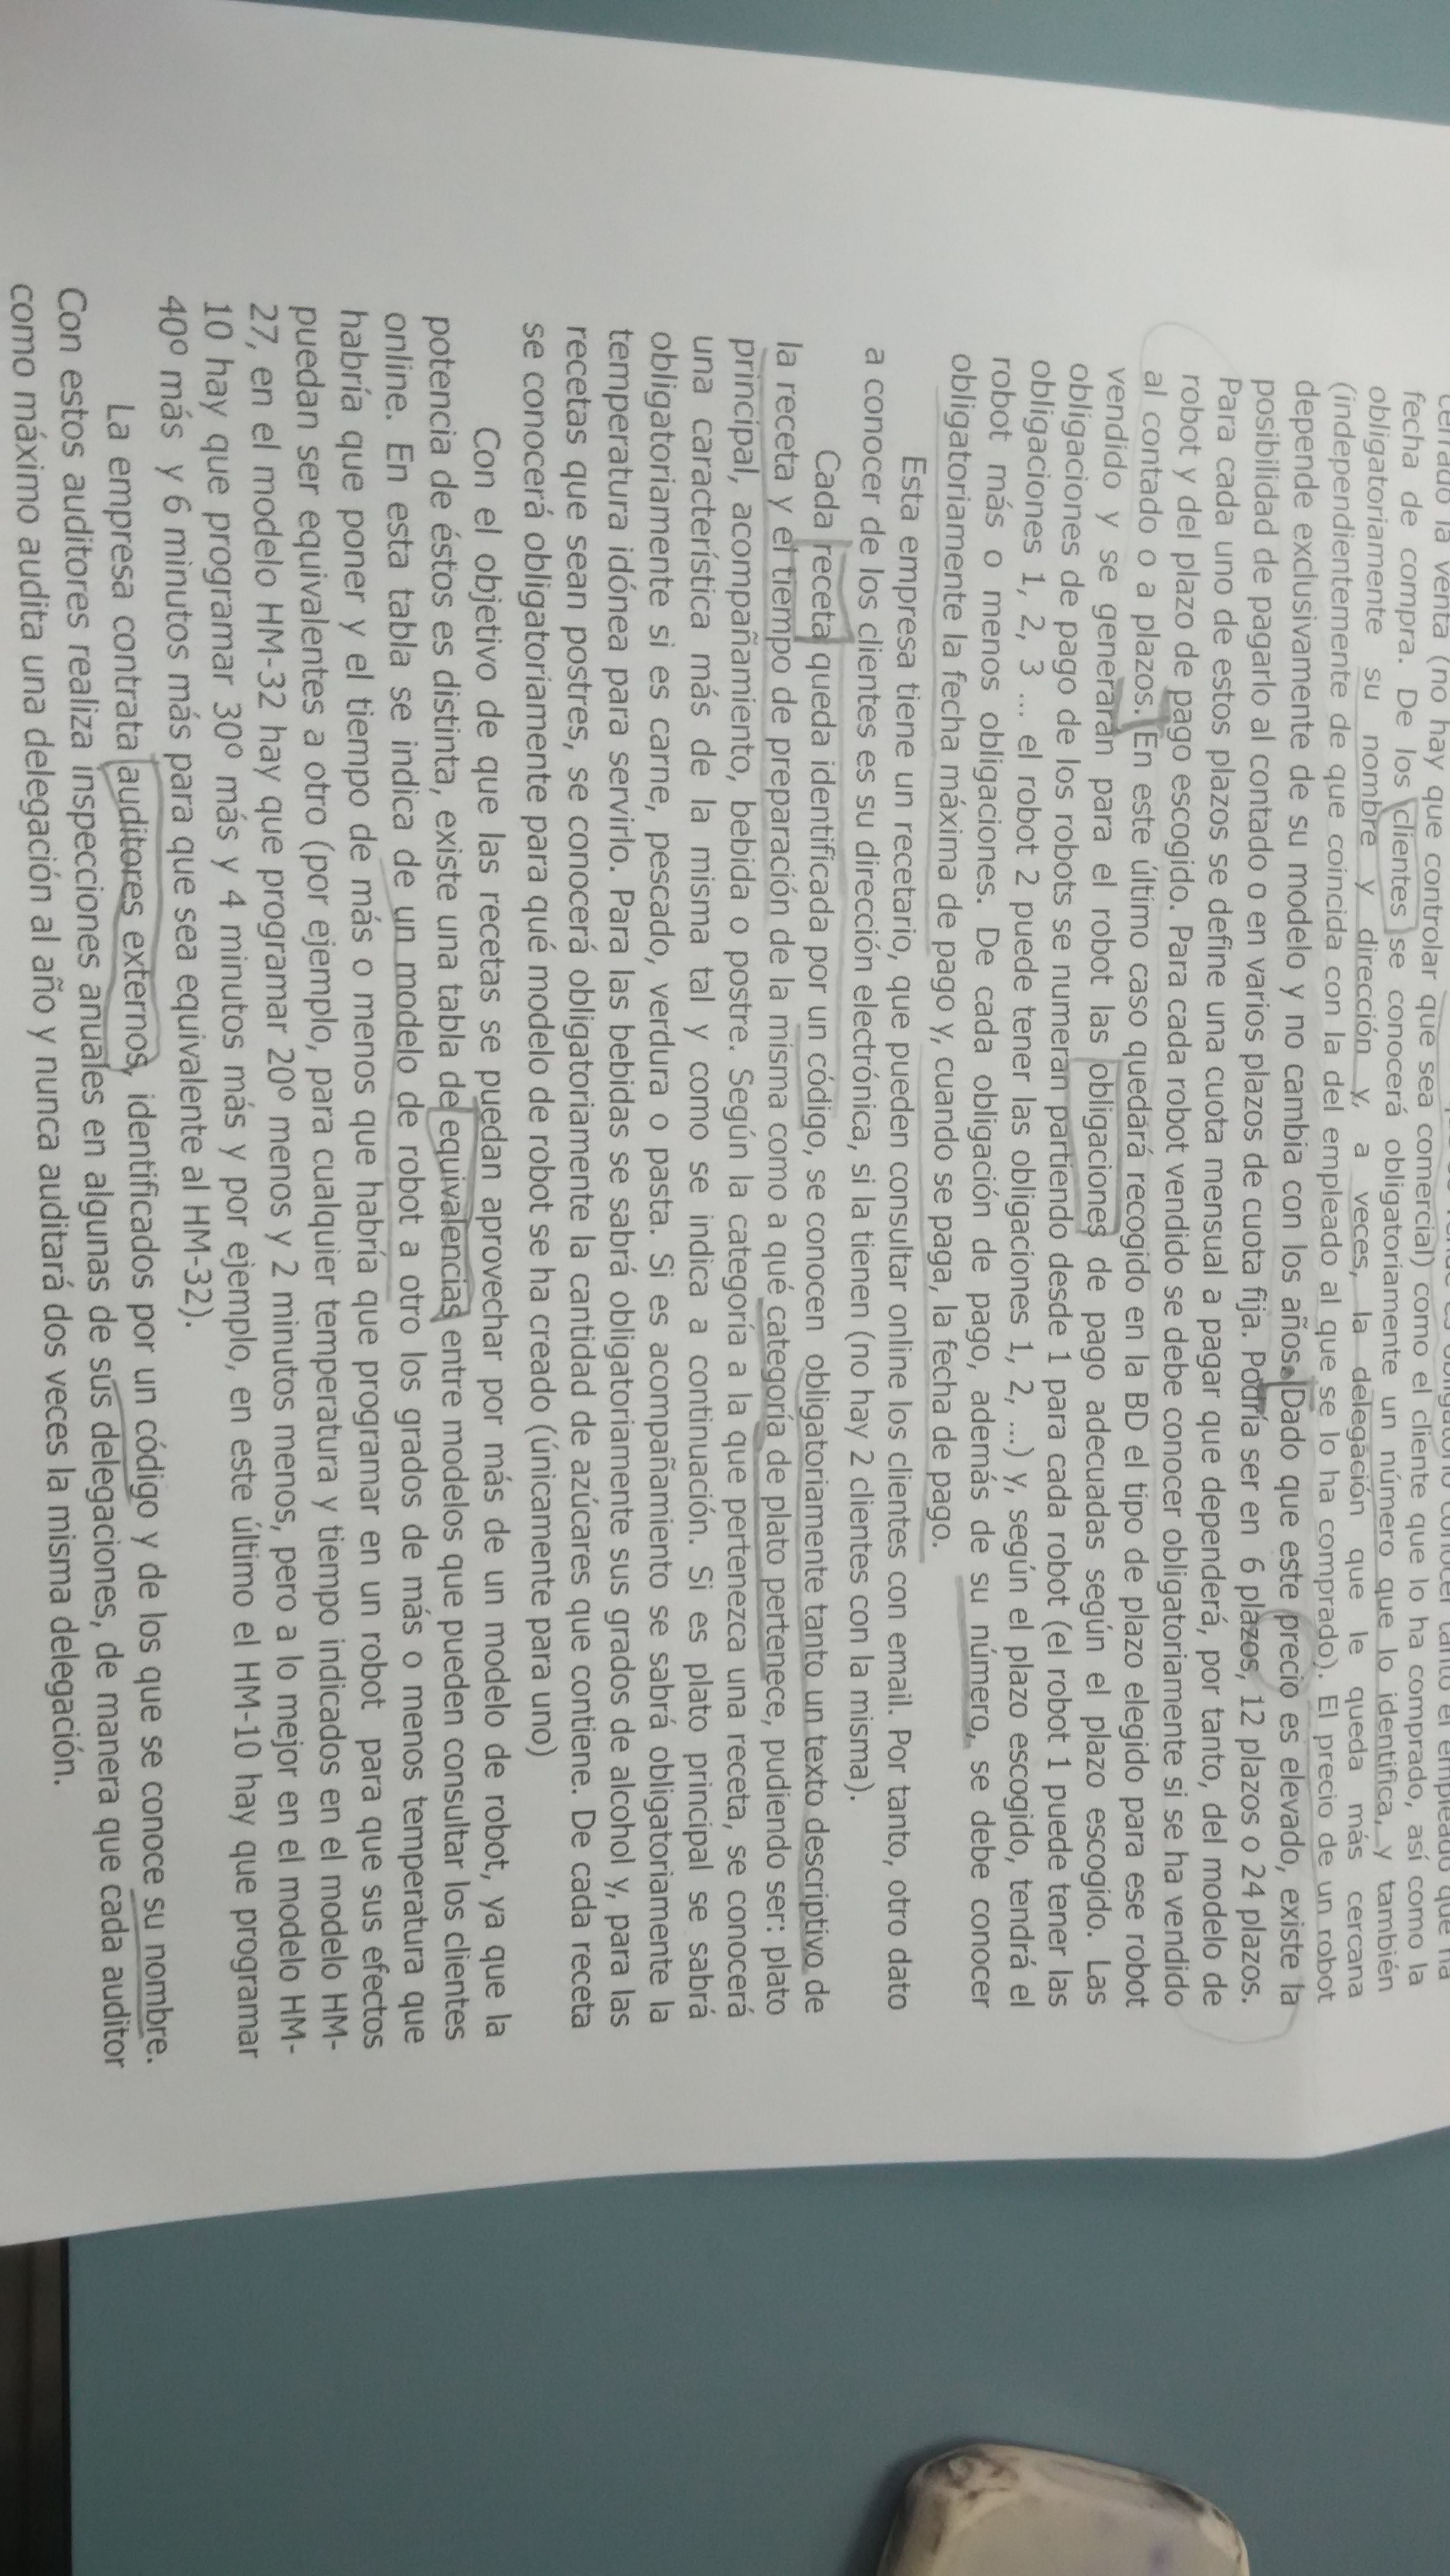 cerrado la venta (no hay que controlar que sea comercial) como el cliente que lo ha comprado, así como la
fecha de compra. De los clientes se conocerá obligatoriamente un número que lo identifica, y también
obligatoriamente su nombre y dirección y, a veces, la delegación que le queda más cercana
(independientemente de que coincida con la del empleado al que se lo ha comprado). El precio de un robot
depende exclusivamente de su modelo y no cambia con los años. Dado que este precio es elevado, existe la
posibilidad de pagarlo al contado o en varios plazos de cuota fija. Podría ser en 6 plazos, 12 plazos o 24 plazos.
Para cada uno de estos plazos se define una cuota mensual a pagar que dependerá, por tanto, del modelo de
robot y del plazo de pago escogido. Para cada robot vendido se debe conocer obligatoriamente si se ha vendido
al contado o a plazos. En este último caso quedará recogido en la BD el tipo de plazo elegido para ese robot
vendido y se generarán para el robot las obligaciones de pago adecuadas según el plazo escogido. Las
obligaciones de pago de los robots se numeran partiendo desde 1 para cada robot (el robot 1 puede tener las
obligaciones 1, 2, 3 ... el robot 2 puede tener las obligaciones 1, 2, ...) y, según el plazo escogido, tendrá el
robot más o menos obligaciones. De cada obligación de pago, además de su número, se debe conocer
obligatoriamente la fecha máxima de pago y, cuando se paga, la fecha de pago.
Esta empresa tiene un recetario, que pueden consultar online los clientes con email. Por tanto, otro dato
a conocer de los clientes es su dirección electrónica, si la tienen (no hay 2 clientes con la misma).
Cada receta queda identificada por un código, se conocen obligatoriamente tanto un texto descriptivo de
la receta y el tiempo de preparación de la misma como a qué categoría de plato pertenece, pudiendo ser: plato
principal, acompañamiento, bebida o postre. Según la categoría a la que pertenezca una receta, se conocerá
una característica más de la misma tal y como se indica a continuación. Si es plato principal se sabrá
obligatoriamente si es carne, pescado, verdura o pasta. Si es acompañamiento se sabrá obligatoriamente la
temperatura idónea para servirlo. Para las bebidas se sabrá obligatoriamente sus grados de alcohol y, para las
recetas que sean postres, se conocerá obligatoriamente la cantidad de azúcares que contiene. De cada receta
se conocerá obligatoriamente para qué modelo de robot se ha creado (únicamente para uno)
Con el objetivo de que las recetas se puedan aprovechar por más de un modelo de robot, ya que la
potencia de éstos es distinta, existe una tabla de equivalencias entre modelos que pueden consultar los clientes
online. En esta tabla se indica de un modelo de robot a otro los grados de más o menos temperatura que
habría que poner y el tiempo de más o menos que habría que programar en un robot para que sus efectos
puedan ser equivalentes a otro (por ejemplo, para cualquier temperatura y tiempo indicados en el modelo HM-
27, en el modelo HM-32 hay que programar 20º menos y 2 minutos menos, pero a lo mejor en el modelo HM-
10 hay que programar 30º más y 4 minutos más y por ejemplo, en este último el HM-10 hay que programar
40º más y 6 minutos más para que sea equivalente al HM-32).
La empresa contrata auditores externos, identificados por un código y de los que se conoce su nombre.
Con estos auditores realiza inspecciones anuales en algunas de sus delegaciones, de manera que cada auditor
como máximo audita una delegación al año y nunca auditará dos veces la misma delegación.